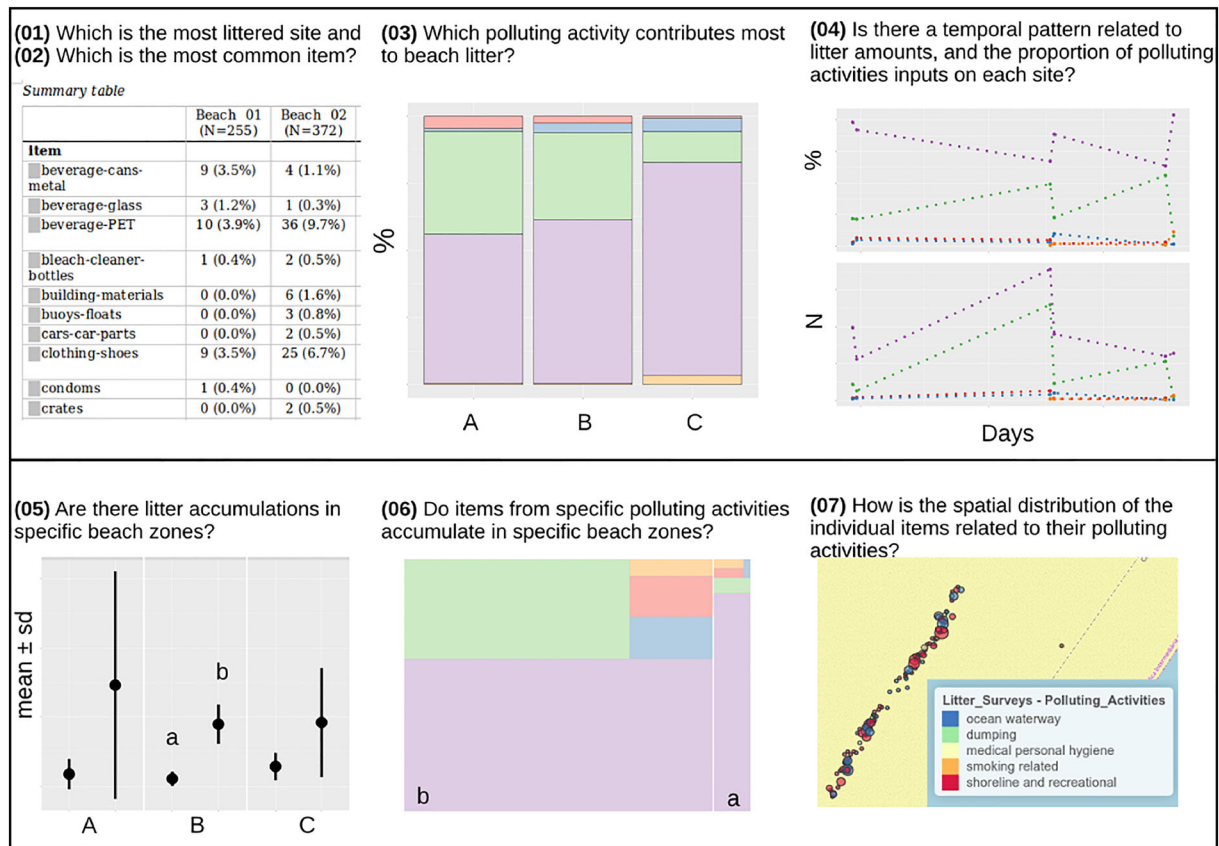 (01) Which is the most littered site and
(02) Which is the most common item?
Summary table
Beach 01 Beach 02
(N=255) (N=372)
Item
beverage-cans- 9 (3.5%) 4 (1.1%)
metal
beverage-glass 3 (1.2%) 1 (0.3%)
beverage-PET 10 (3.9%) 36 (9.7%)
bleach-cleaner- 1 (0.4%) 2 (0.5%)
bottles
building-materials 0 (0.0%) 6 (1.6%)
buoys-floats 0 (0.0%) 3 (0.8%)
cars-car-parts 0 (0.0%) 2 (0.5%)
clothing-shoes 9 (3.5%) 25 (6.7%)
condoms 1 (0.4%) 0 (0.0%)
crates 0 (0.0%) 2 (0.5%)
(03) Which polluting activity contributes most
to beach litter?
%
A B C
(04) Is there a temporal pattern related to
litter amounts, and the proportion of polluting
activities inputs on each site?
%
N
Days
(05) Are there litter accumulations in
specific beach zones?
mean ± sd
a
b
A B C
(06) Do items from specific polluting activities
accumulate in specific beach zones?
b a
(07) How is the spatial distribution of the
individual items related to their polluting
activities?
Litter_Surveys - Polluting_Activities
ocean waterway
dumping
medical personal hygiene
smoking related
shoreline and recreational